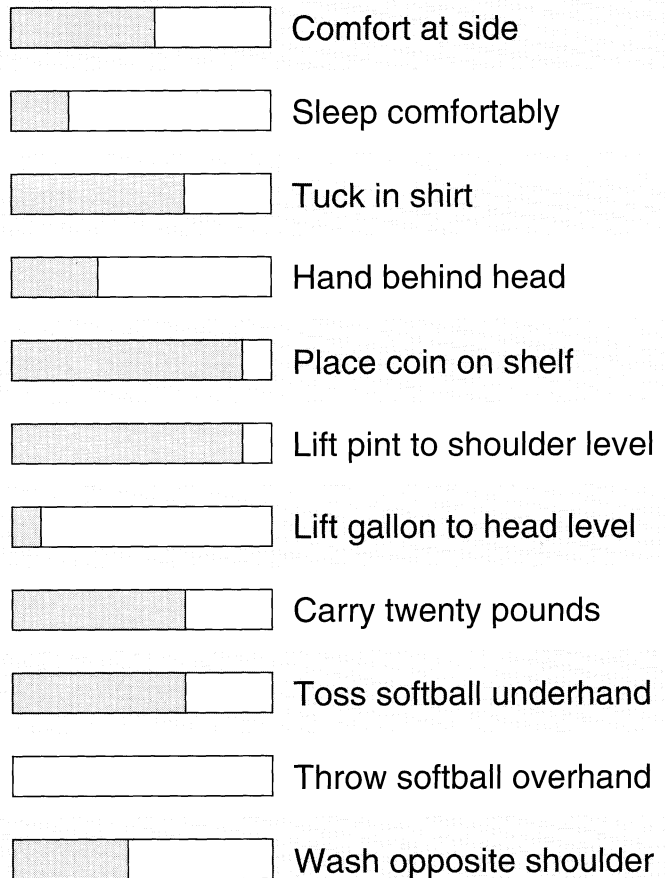 Comfort at side
Sleep comfortably
Tuck in shirt
Hand behind head
Place coin on shelf
Lift pint to shoulder level
Lift gallon to head level
Carry twenty pounds
Toss softball underhand
Throw softball overhand
Wash opposite shoulder